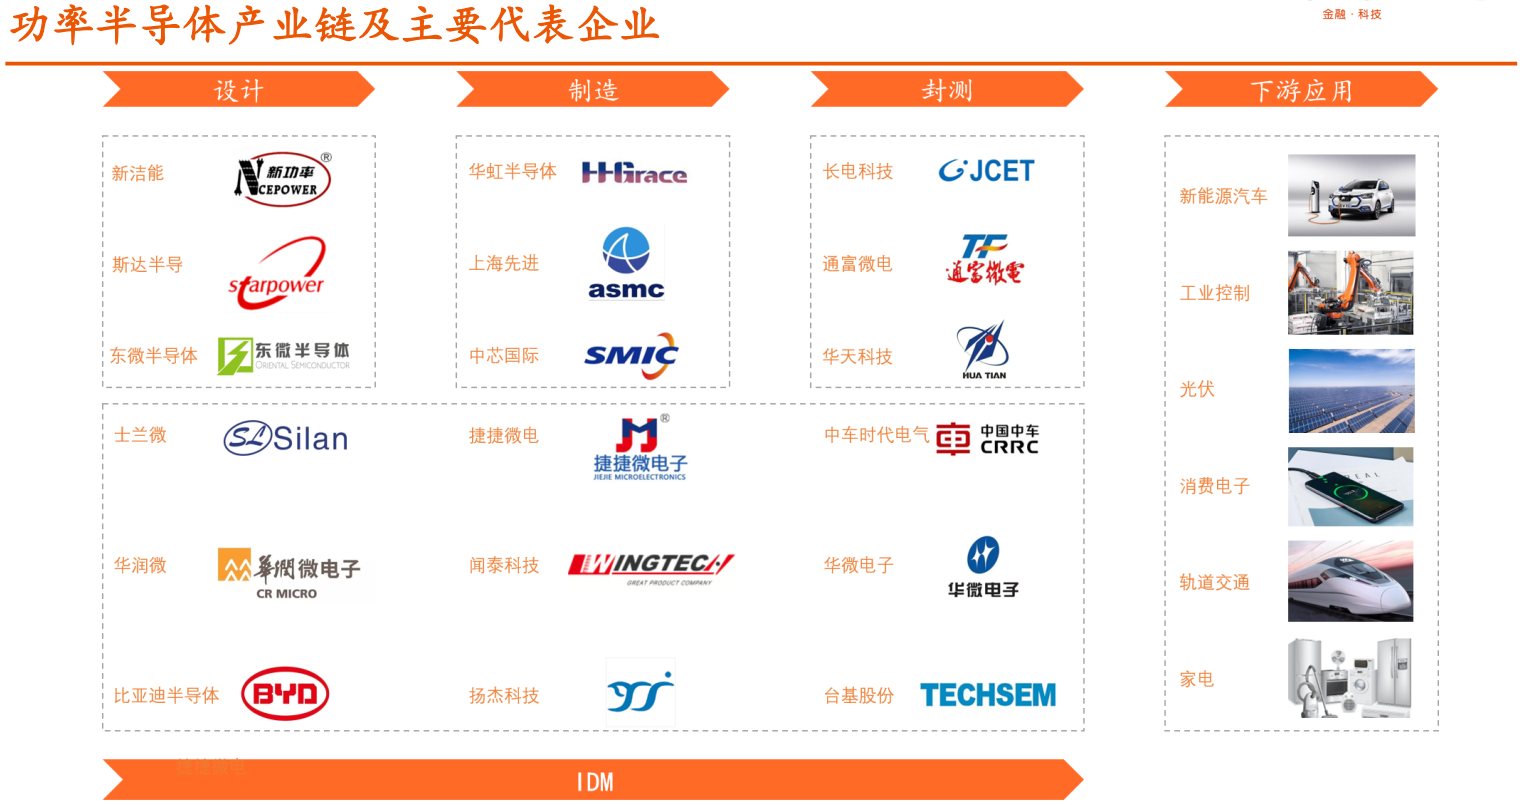 功率半导体产业链及主要代表企业
金融·科技
设计
制造
封测
下游应用
新洁能
新功率
NCEPOWER
®
斯达半导
starpower
东微半导体
东微半导体
ORIENTAL SEMICONDUCTOR
华虹半导体
HHGrace
上海先进
asmc
中芯国际
SMIC
长电科技
JCET
通富微电
TF
通富微電
华天科技
HUA TIAN
士兰微
SL Silan
捷捷微电
®
捷捷微电子
JIEJIE MICROELECTRONICS
中车时代电气
中国中车
CRRC
华润微
華潤微电子
CR MICRO
闻泰科技
WINGTECH
GREAT PRODUCT COMPANY
华微电子
华微电子
比亚迪半导体
BYD
扬杰科技
台基股份
TECHSEM
新能源汽车
工业控制
光伏
消费电子
轨道交通
家电
捷捷微电
IDM